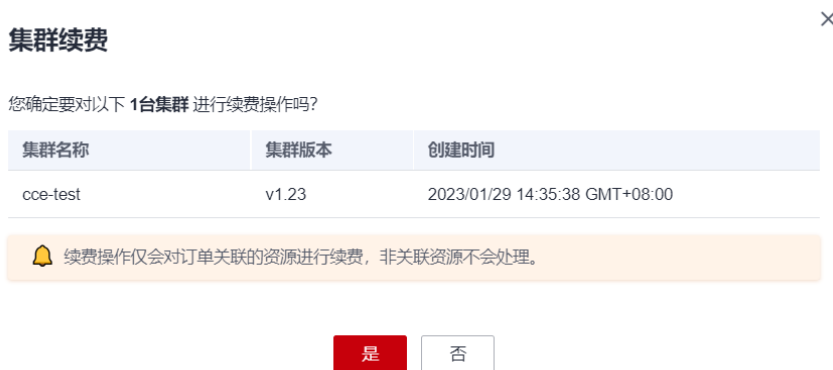 集群续费
您确定要对以下 1台集群 进行续费操作吗?
集群名称 集群版本 创建时间
cce-test v1.23 2023/01/29 14:35:38 GMT+08:00
续费操作仅会对订单关联的资源进行续费，非关联资源不会处理。
是 否